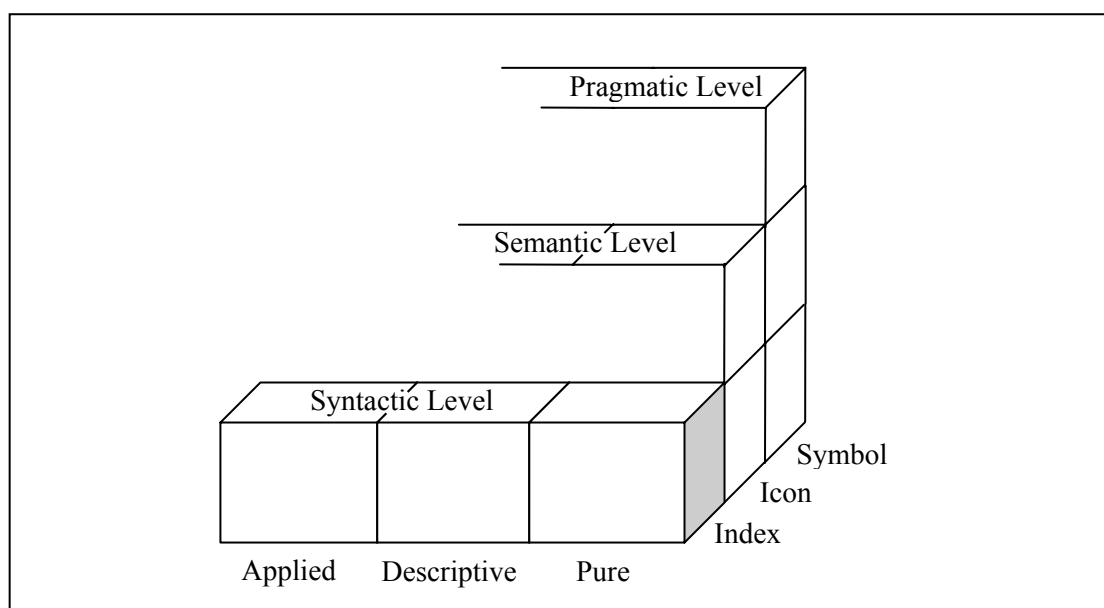 Pragmatic Level
Semantic Level
Syntactic Level
Symbol
Icon
Index
Applied Descriptive Pure